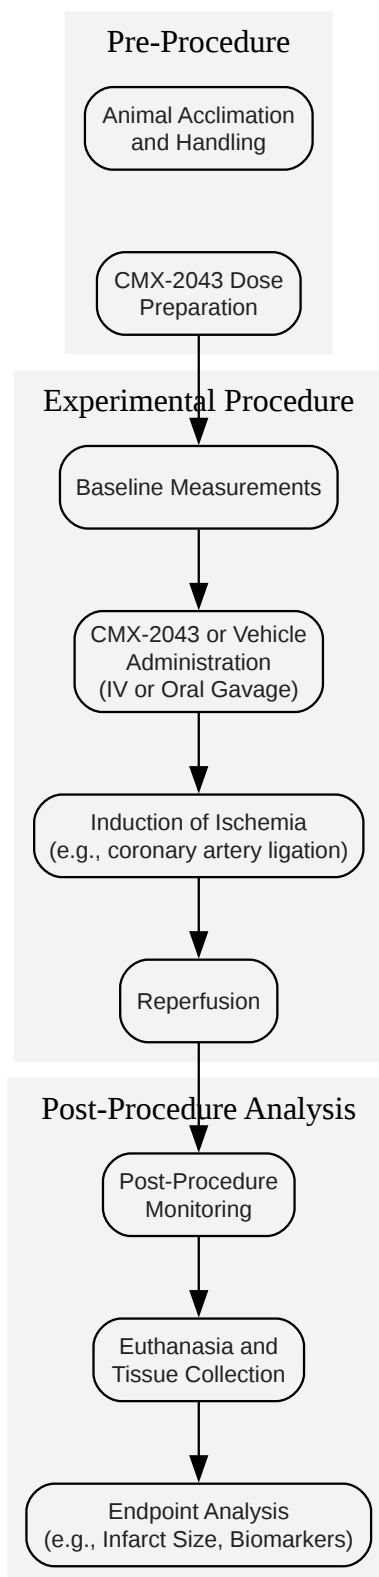 Pre-Procedure
Animal Acclimation
and Handling
CMX-2043 Dose
Preparation
Experimental Procedure
Baseline Measurements
CMX-2043 or Vehicle
Administration
(IV or Oral Gavage)
Induction of Ischemia
(e.g., coronary artery ligation)
Reperfusion
Post-Procedure Analysis
Post-Procedure
Monitoring
Euthanasia and
Tissue Collection
Endpoint Analysis
(e.g., Infarct Size, Biomarkers)